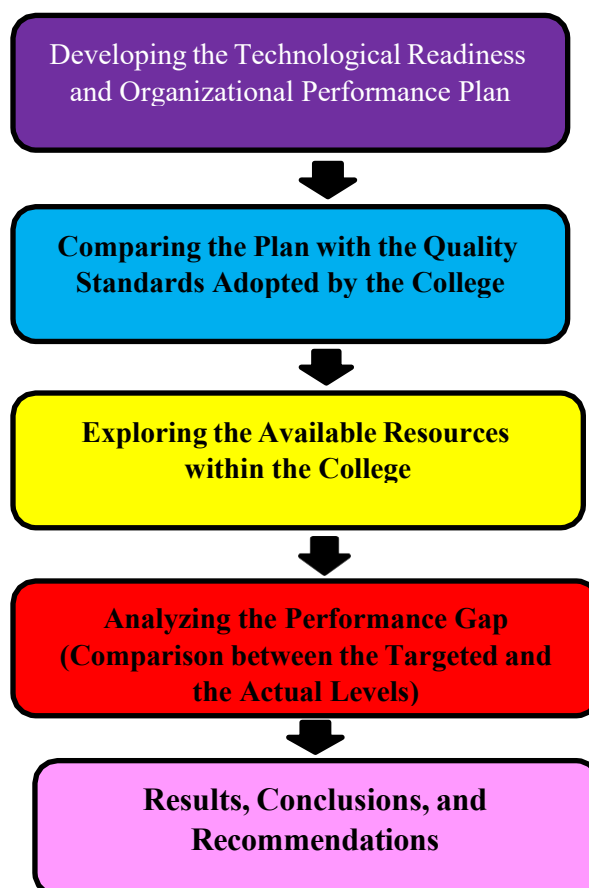 Developing the Technological Readiness
and Organizational Performance Plan
Comparing the Plan with the Quality
Standards Adopted by the College
Exploring the Available Resources
within the College
Analyzing the Performance Gap
(Comparison between the Targeted and
the Actual Levels)
Results, Conclusions, and
Recommendations